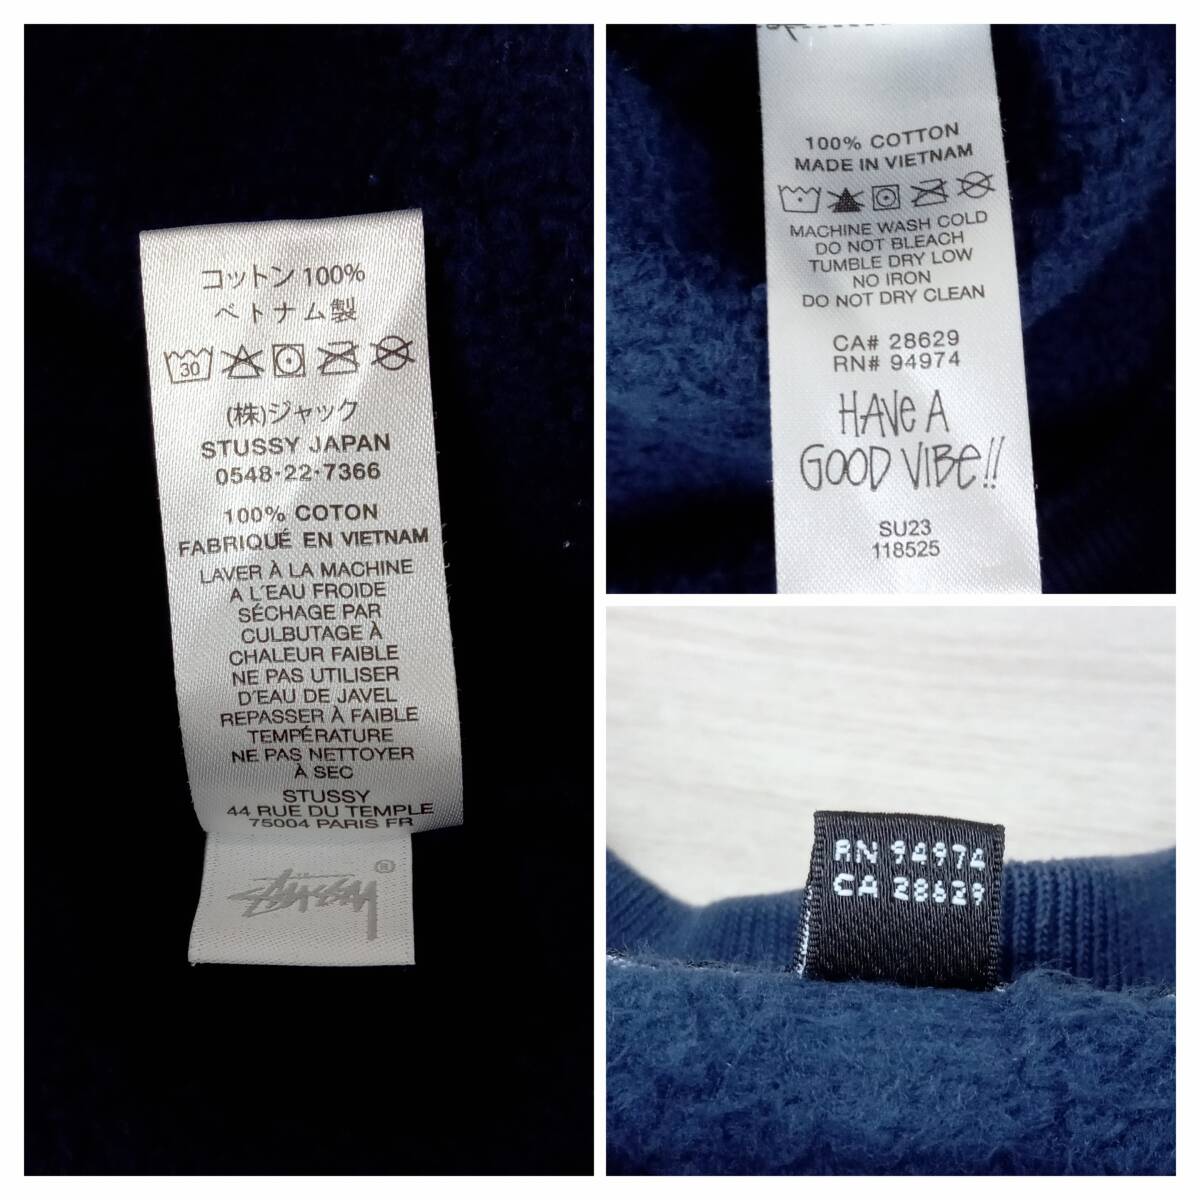 コットン 100%
ベトナム製
30
(株)ジャック
STUSSY JAPAN
0548-22-7366
100% COTON
FABRIQUÉ EN VIETNAM
LAVER À LA MACHINE
A L'EAU FROIDE
SÉCHAGE PAR
CULBUTAGE À
CHALEUR FAIBLE
NE PAS UTILISER
D'EAU DE JAVEL
REPASSER À FAIBLE
TEMPÉRATURE
NE PAS NETTOYER
À SEC
STUSSY
44 RUE DU TEMPLE
75004 PARIS FR
STÜSSY®
100% COTTON
MADE IN VIETNAM
MACHINE WASH COLD
DO NOT BLEACH
TUMBLE DRY LOW
NO IRON
DO NOT DRY CLEAN
CA# 28629
RN# 94974
HAVE A
GOOD VIBE!!
SU23
118525
RN 94974
CA 28629